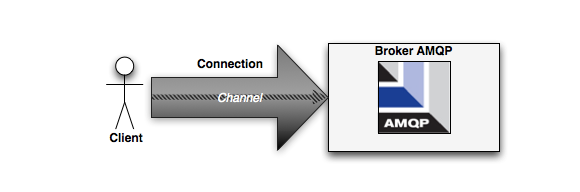 Broker AMQP
Connection
Channel
AMQP
Client